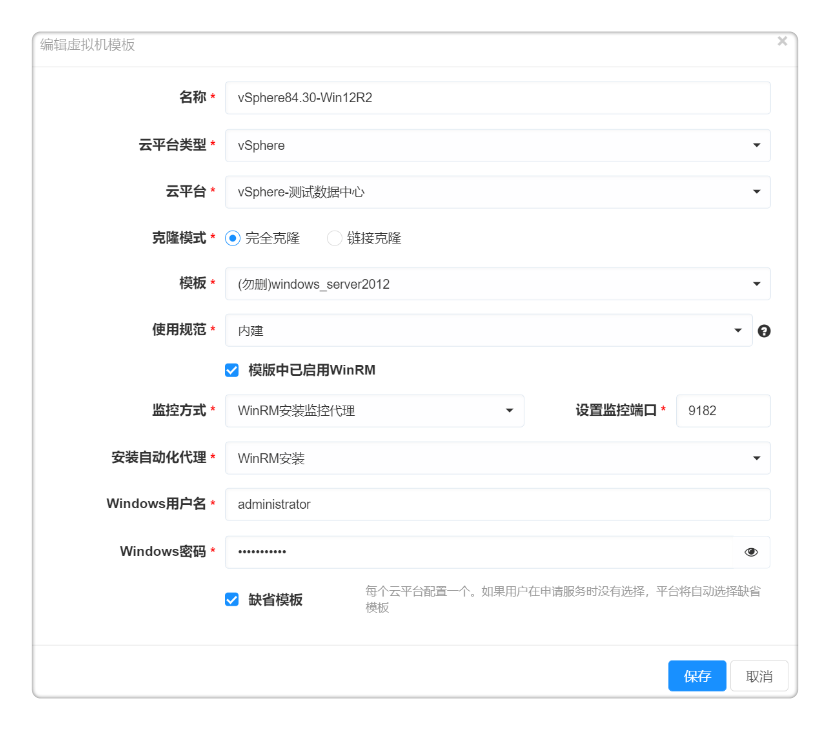 编辑虚拟机模板 ×
名称 * vSphere84.30-Win12R2
云平台类型 * vSphere
云平台 * vSphere-测试数据中心
克隆模式 * 完全克隆 链接克隆
模板 * (勿删)windows_server2012
使用规范 * 内建
模版中已启用WinRM
监控方式 * WinRM安装监控代理 设置监控端口 * 9182
安装自动化代理 * WinRM安装
Windows用户名 * administrator
Windows密码 * •••••••••••
缺省模板 每个云平台配置一个。如果用户在申请服务时没有选择，平台将自动选择缺省
模板
保存 取消